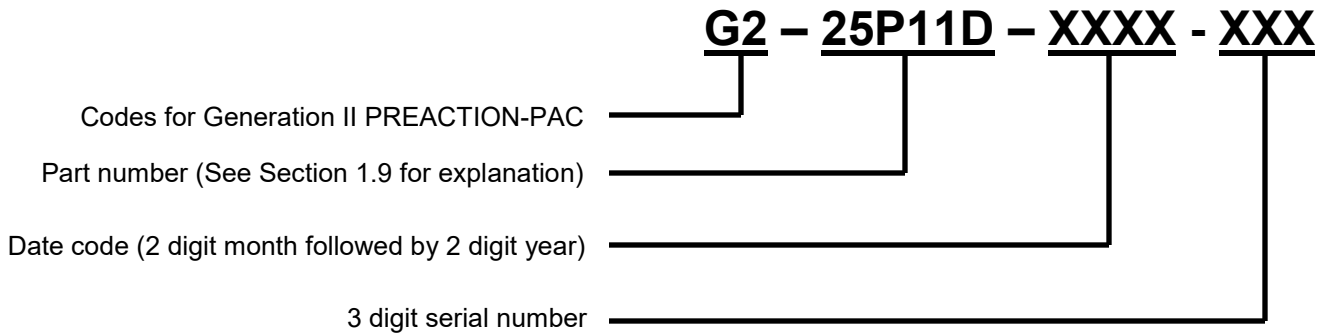 G2 – 25P11D – XXXX - XXX
Codes for Generation II PREACTION-PAC
Part number (See Section 1.9 for explanation)
Date code (2 digit month followed by 2 digit year)
3 digit serial number